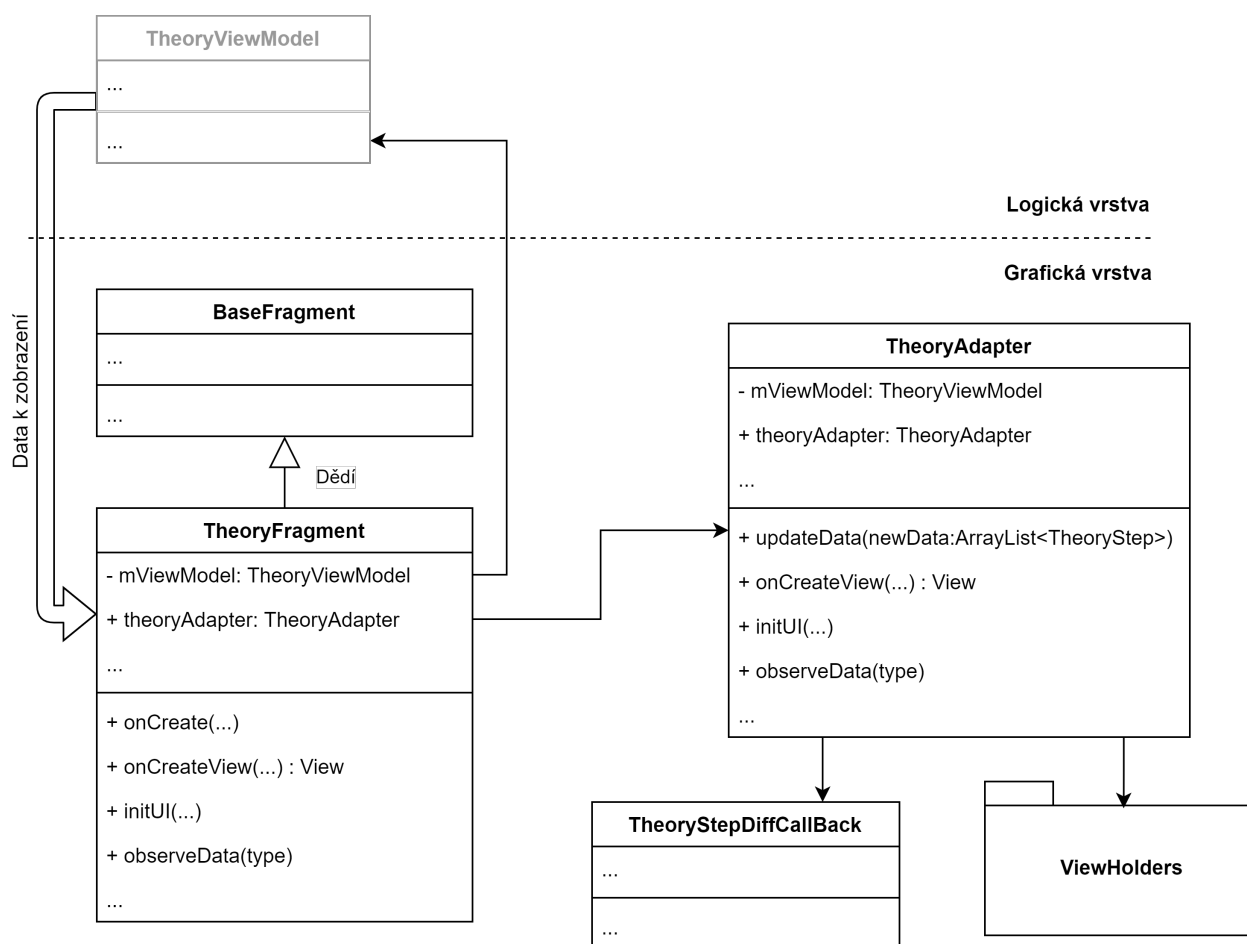 TheoryViewModel
...
...
Logická vrstva
Grafická vrstva
Data k zobrazení
BaseFragment
...
...
Dědí
TheoryFragment
- mViewModel: TheoryViewModel
+ theoryAdapter: TheoryAdapter
...
+ onCreate(...)
+ onCreateView(...) : View
+ initUI(...)
+ observeData(type)
...
TheoryAdapter
- mViewModel: TheoryViewModel
+ theoryAdapter: TheoryAdapter
...
+ updateData(newData:ArrayList<TheoryStep>)
+ onCreateView(...) : View
+ initUI(...)
+ observeData(type)
...
TheoryStepDiffCallBack
...
...
ViewHolders